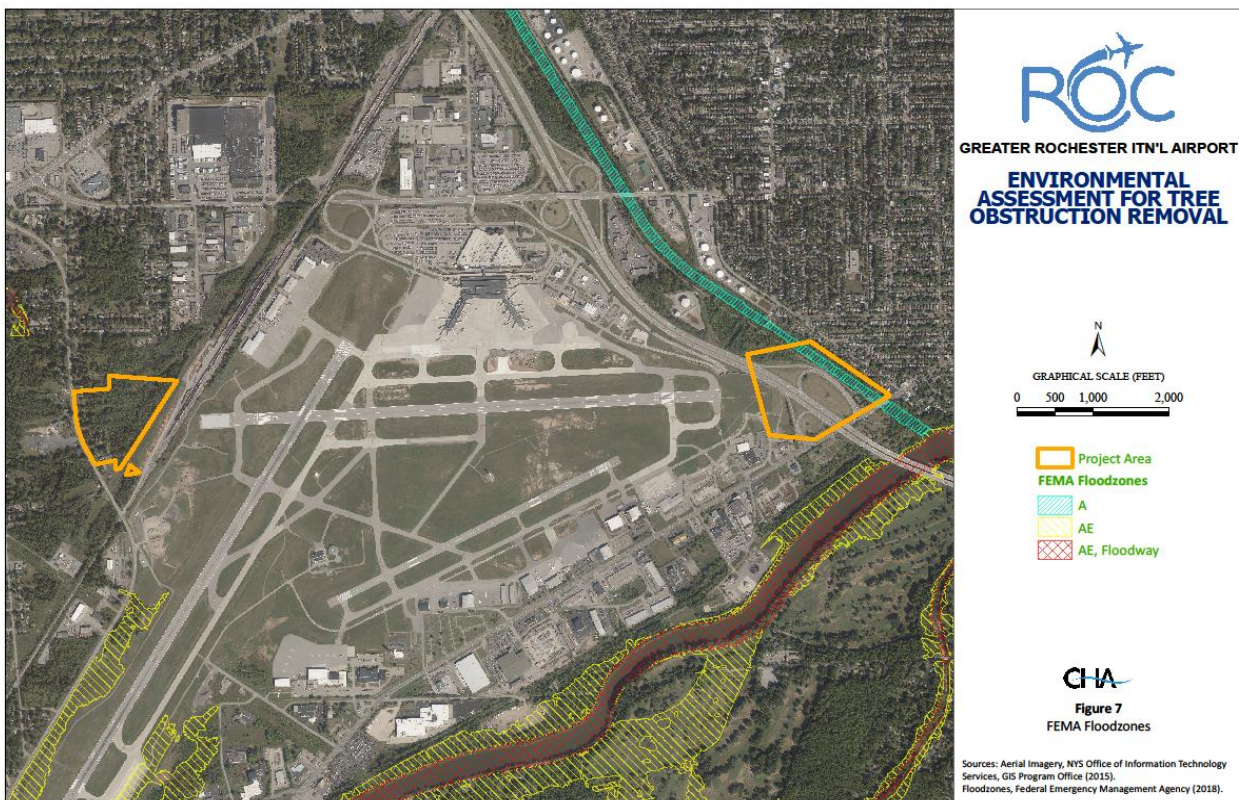 ROC
GREATER ROCHESTER ITN'L AIRPORT
ENVIRONMENTAL
ASSESSMENT FOR TREE
OBSTRUCTION REMOVAL
N
GRAPHICAL SCALE (FEET)
0 500 1,000 2,000
Project Area
FEMA Floodzones
A
AE
AE, Floodway
CHA
Figure 7
FEMA Floodzones
Sources: Aerial Imagery, NYS Office of Information Technology
Services, GIS Program Office (2015).
Floodzones, Federal Emergency Management Agency (2018).